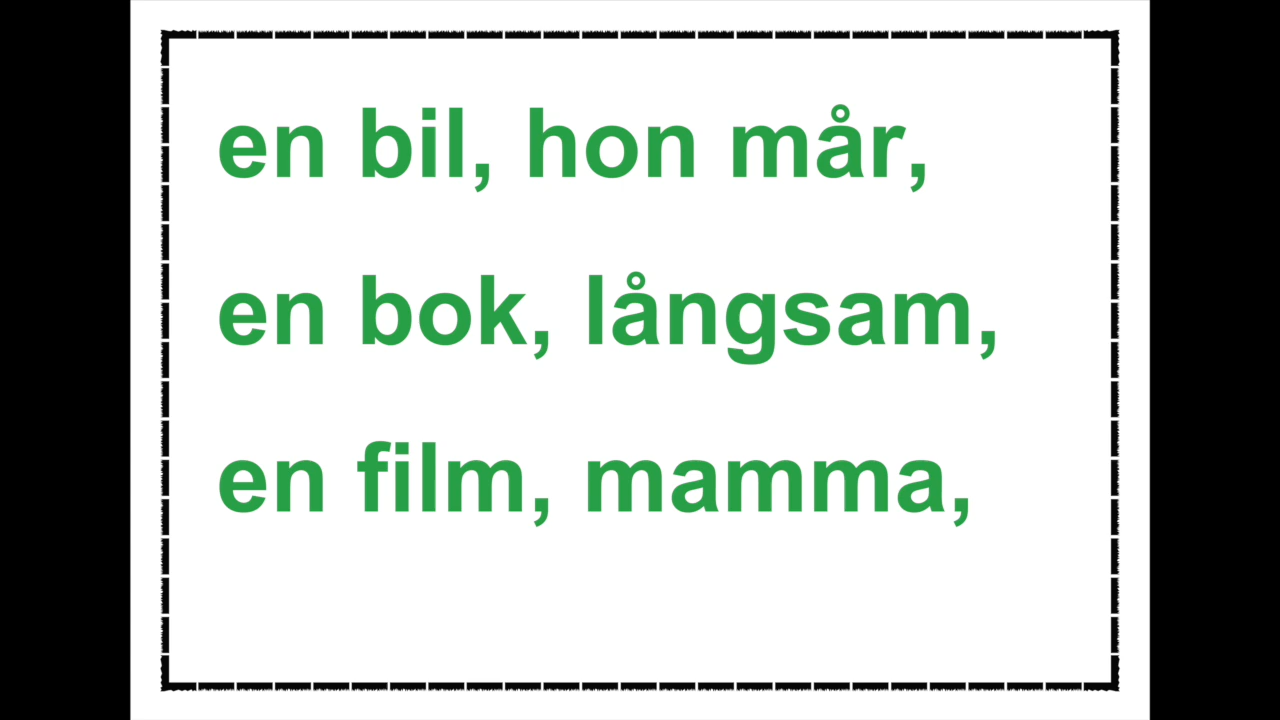 en bil, hon mår,
en bok, långsam,
en film, mamma,